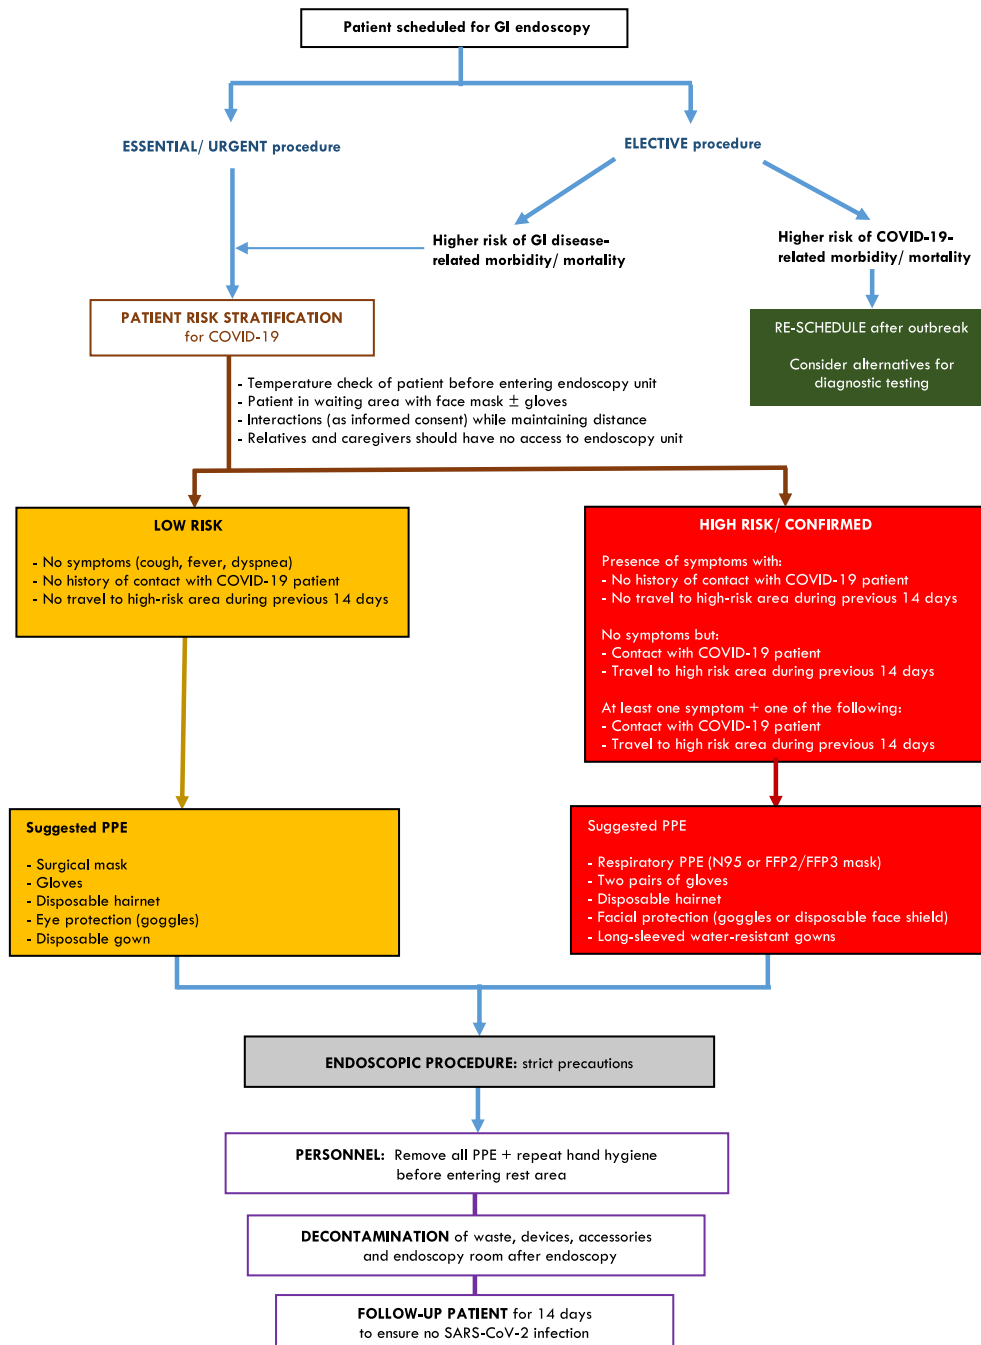 Patient scheduled for GI endoscopy
ESSENTIAL/ URGENT procedure
ELECTIVE procedure
Higher risk of GI disease-
related morbidity/ mortality
Higher risk of COVID-19-
related morbidity/ mortality
PATIENT RISK STRATIFICATION
for COVID-19
RE-SCHEDULE after outbreak
Consider alternatives for
diagnostic testing
- Temperature check of patient before entering endoscopy unit
- Patient in waiting area with face mask ± gloves
- Interactions (as informed consent) while maintaining distance
- Relatives and caregivers should have no access to endoscopy unit
LOW RISK
- No symptoms (cough, fever, dyspnea)
- No history of contact with COVID-19 patient
- No travel to high-risk area during previous 14 days
HIGH RISK/ CONFIRMED
Presence of symptoms with:
- No history of contact with COVID-19 patient
- No travel to high-risk area during previous 14 days
No symptoms but:
- Contact with COVID-19 patient
- Travel to high risk area during previous 14 days
At least one symptom + one of the following:
- Contact with COVID-19 patient
- Travel to high risk area during previous 14 days
Suggested PPE
- Surgical mask
- Gloves
- Disposable hairnet
- Eye protection (goggles)
- Disposable gown
Suggested PPE
- Respiratory PPE (N95 or FFP2/FFP3 mask)
- Two pairs of gloves
- Disposable hairnet
- Facial protection (goggles or disposable face shield)
- Long-sleeved water-resistant gowns
ENDOSCOPIC PROCEDURE: strict precautions
PERSONNEL: Remove all PPE + repeat hand hygiene
before entering rest area
DECONTAMINATION of waste, devices, accessories
and endoscopy room after endoscopy
FOLLOW-UP PATIENT for 14 days
to ensure no SARS-CoV-2 infection